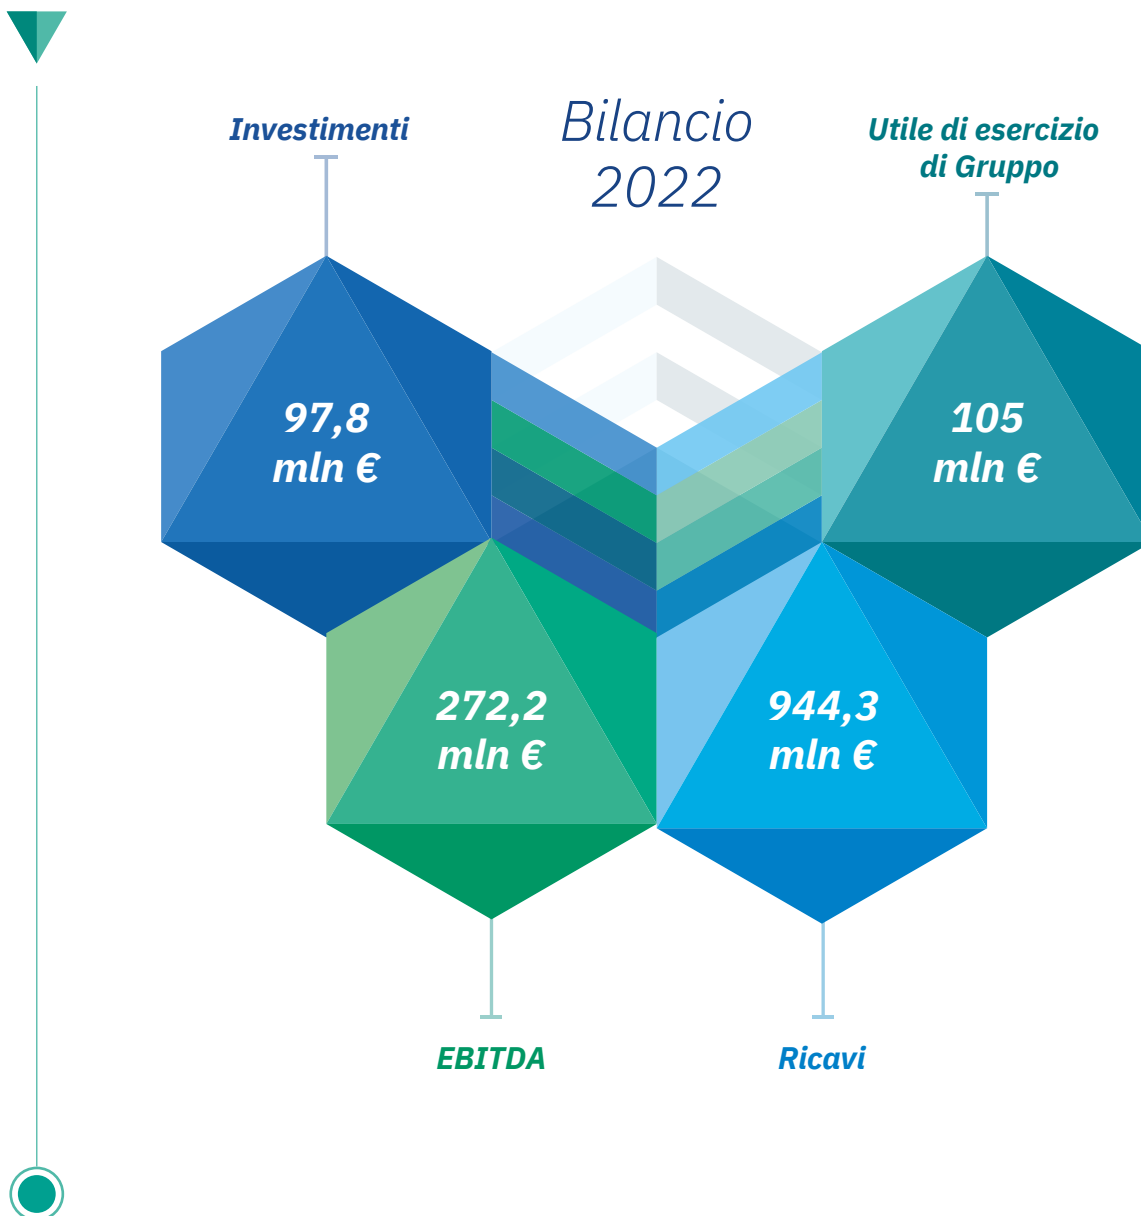 Bilancio
2022
Investimenti
97,8
mln €
Utile di esercizio
di Gruppo
105
mln €
272,2
mln €
EBITDA
944,3
mln €
Ricavi